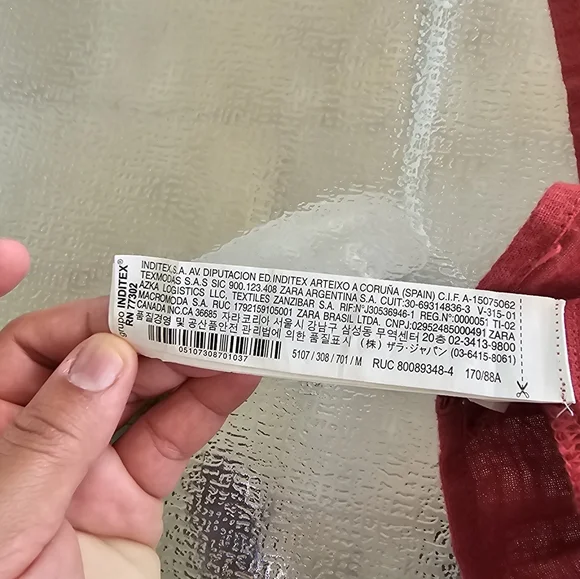 grupo INDITEX®
RN 77302
INDITEX,S.A. AV. DIPUTACION ED.INDITEX ARTEIXO A CORUÑA (SPAIN) C.I.F. A-15075062
TEXMODAS S.A.S SIC 900.123.408 ZARA ARGENTINA S.A. CUIT:30-69314836-3 V-315-01
AZKA LOGISTICS LLC, TEXTILES ZANZIBAR S.A. RIF:N°J30536946-1 REG.N°:0000051 TI-02
MACROMODA S.A. RUC 1792159105001 ZARA BRASIL LTDA. CNPJ:02952485000491 ZARA
CANADA INC.CA 36685 자라코리아 서울시 강남구 삼성동 무역센터 20층 02-3413-9800
품질경영 및 공산품안전 관리법에 의한 품질표시 (株) ザラ・ジャパン (03-6415-8061)
05107308701037 5107 / 308 / 701 / M RUC 80089348-4 170/88A